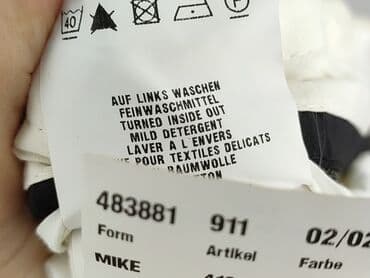 40
AUF LINKS WASCHEN
FEINWASCHMITTEL
TURNED INSIDE OUT
MILD DETERGENT
LAVER A L ENVERS
POUR TEXTILES DELICATS
BAUMWOLLE
483881 911 02/02
Form Artikel Farbe
MIKE